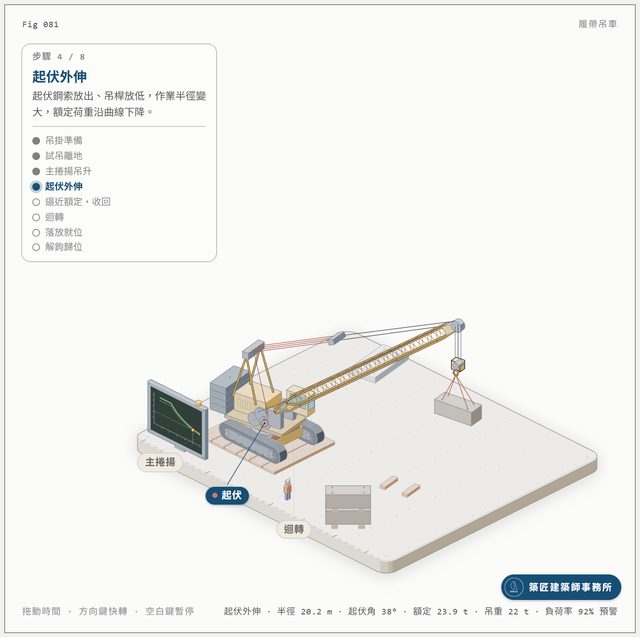 Fig 081
履帶吊車
步驟 4 / 8
起伏外伸
起伏鋼索放出、吊桿放低，作業半徑變
大，額定荷重沿曲線下降。
吊掛準備
試吊離地
主捲揚吊升
起伏外伸
逼近額定・收回
迴轉
落放就位
解鉤歸位
主捲揚
起伏
迴轉
築匠建築師事務所
拖動時間 · 方向鍵快轉 · 空白鍵暫停
起伏外伸 · 半徑 20.2 m · 起伏角 38° · 額定 23.9 t · 吊重 22 t · 負荷率 92% 預警